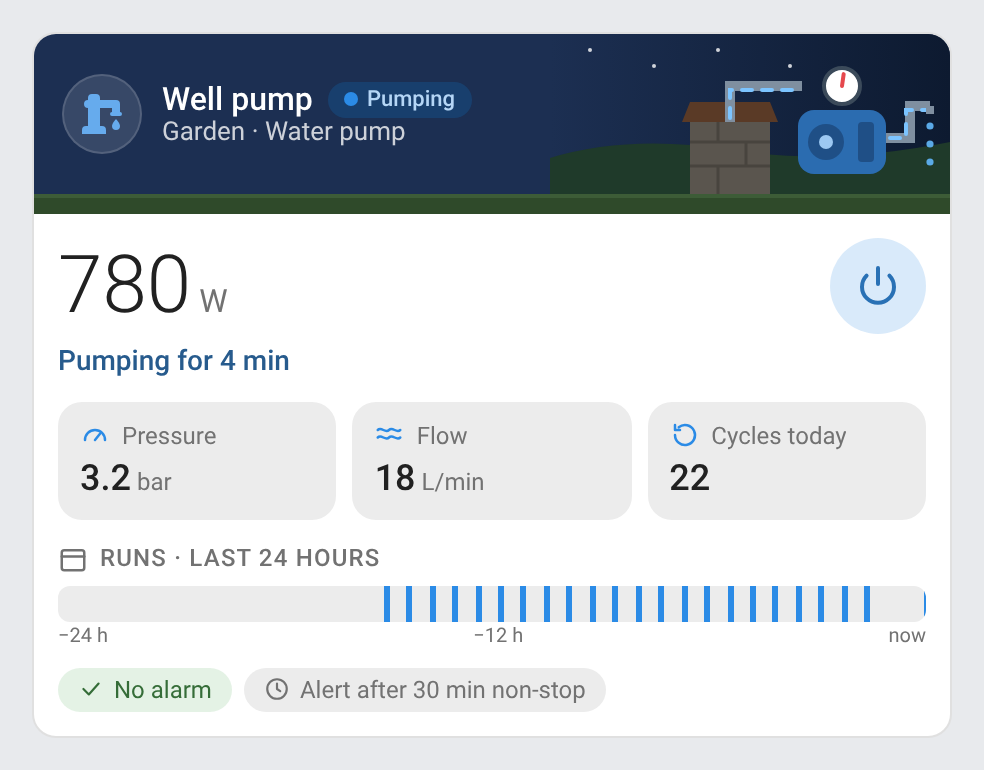 Well pump
Pumping
Garden · Water pump
780 W
Pumping for 4 min
Pressure
3.2 bar
Flow
18 L/min
Cycles today
22
RUNS · LAST 24 HOURS
−24 h
−12 h
now
No alarm
Alert after 30 min non-stop